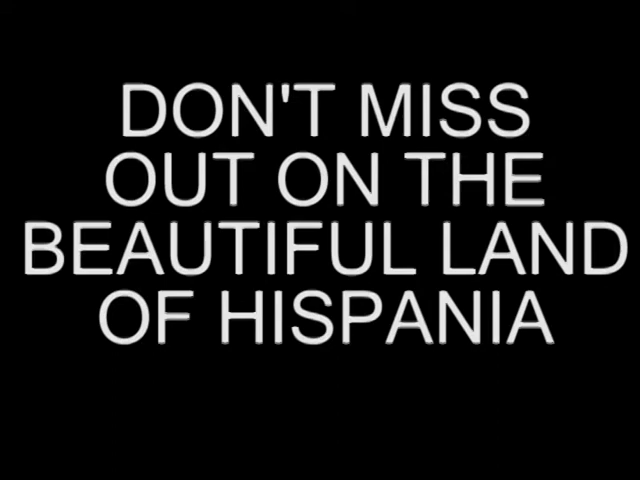 DON'T MISS
OUT ON THE
BEAUTIFUL LAND
OF HISPANIA